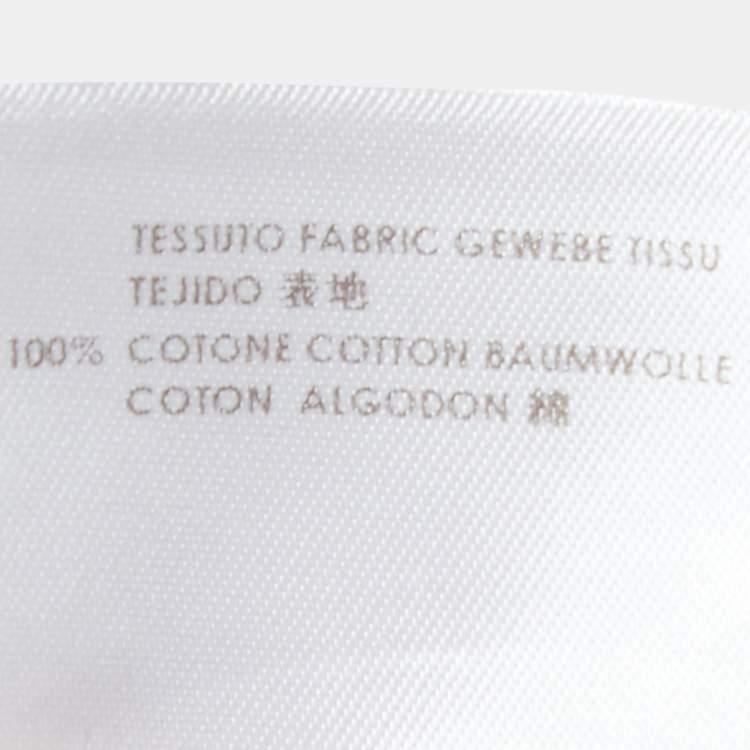 TESSUTO FABRIC GEWEBE TISSU
TEJIDO 表地
100% COTONE COTTON BAUMWOLLE
COTON ALGODON 綿